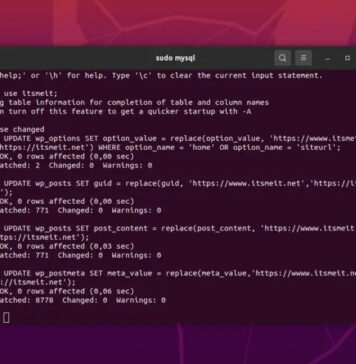 sudo mysql
help;' or '\h' for help. Type '\c' to clear the current input statement.
use itsmeit;
g table information for completion of table and column names
n turn off this feature to get a quicker startup with -A
se changed
UPDATE wp_options SET option_value = replace(option_value, 'https://wwww.itsmeit
https://itsmeit.net') WHERE option_name = 'home' OR option_name = 'siteurl';
OK, 0 rows affected (0,00 sec)
atched: 2 Changed: 0 Warnings: 0
UPDATE wp_posts SET guid = replace(guid, 'https://wwww.itsmeit.net','https://it
');
OK, 0 rows affected (0,00 sec)
atched: 771 Changed: 0 Warnings: 0
UPDATE wp_posts SET post_content = replace(post_content, 'https://wwww.itsmeit.
s://itsmeit.net');
OK, 0 rows affected (0,03 sec)
atched: 771 Changed: 0 Warnings: 0
UPDATE wp_postmeta SET meta_value = replace(meta_value,'https://wwww.itsmeit.ne
s://itsmeit.net');
OK, 0 rows affected (0,06 sec)
atched: 8778 Changed: 0 Warnings: 0